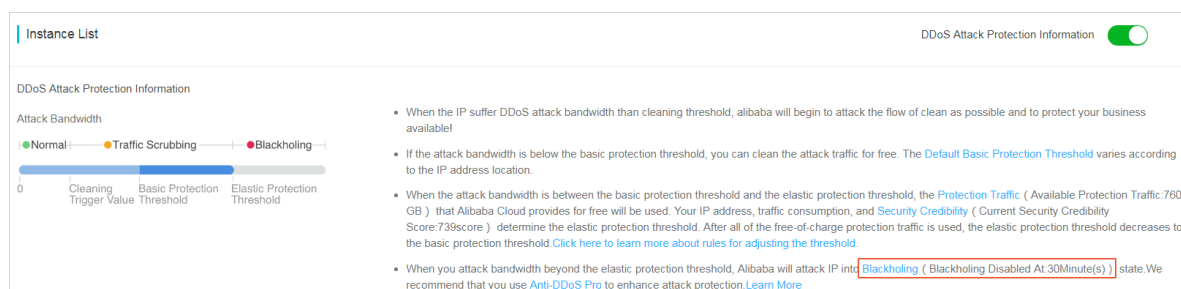 Instance List
DDoS Attack Protection Information
DDoS Attack Protection Information
Attack Bandwidth
Normal
Traffic Scrubbing
Blackholing
0
Cleaning Trigger Value
Basic Protection Threshold
Elastic Protection Threshold
When the IP suffer DDoS attack bandwidth than cleaning threshold, alibaba will begin to attack the flow of clean as possible and to protect your business
available!
If the attack bandwidth is below the basic protection threshold, you can clean the attack traffic for free. The Default Basic Protection Threshold varies according
to the IP address location.
When the attack bandwidth is between the basic protection threshold and the elastic protection threshold, the Protection Traffic ( Available Protection Traffic:760
GB ) that Alibaba Cloud provides for free will be used. Your IP address, traffic consumption, and Security Credibility ( Current Security Credibility
Score:739score ) determine the elastic protection threshold. After all of the free-of-charge protection traffic is used, the elastic protection threshold decreases to
the basic protection threshold.Click here to learn more about rules for adjusting the threshold.
When you attack bandwidth beyond the elastic protection threshold, Alibaba will attack IP into Blackholing ( Blackholing Disabled At:30Minute(s) ) state.We
recommend that you use Anti-DDoS Pro to enhance attack protection.Learn More